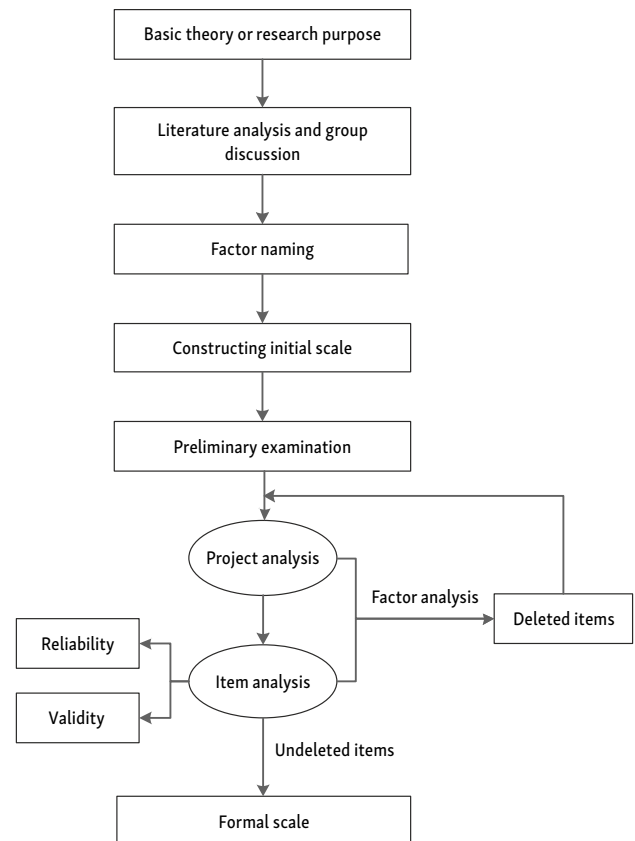 Basic theory or research purpose
Literature analysis and group
discussion
Factor naming
Constructing initial scale
Preliminary examination
Project analysis
Factor analysis
Deleted items
Reliability
Item analysis
Validity
Undeleted items
Formal scale